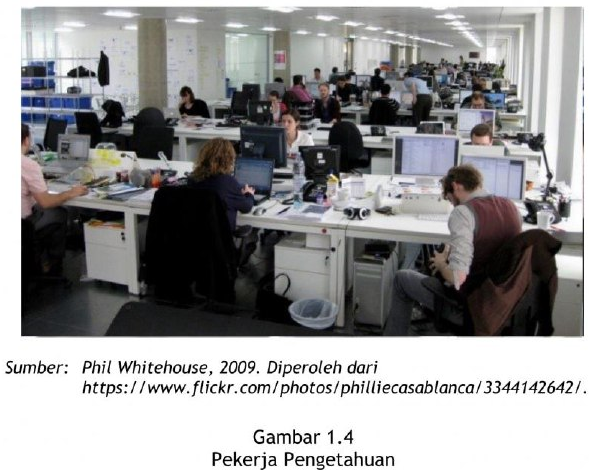 Sumber: Phil Whitehouse, 2009. Diperoleh dari
https://www.flickr.com/photos/philliecasablanca/3344142642/.
Gambar 1.4
Pekerja Pengetahuan